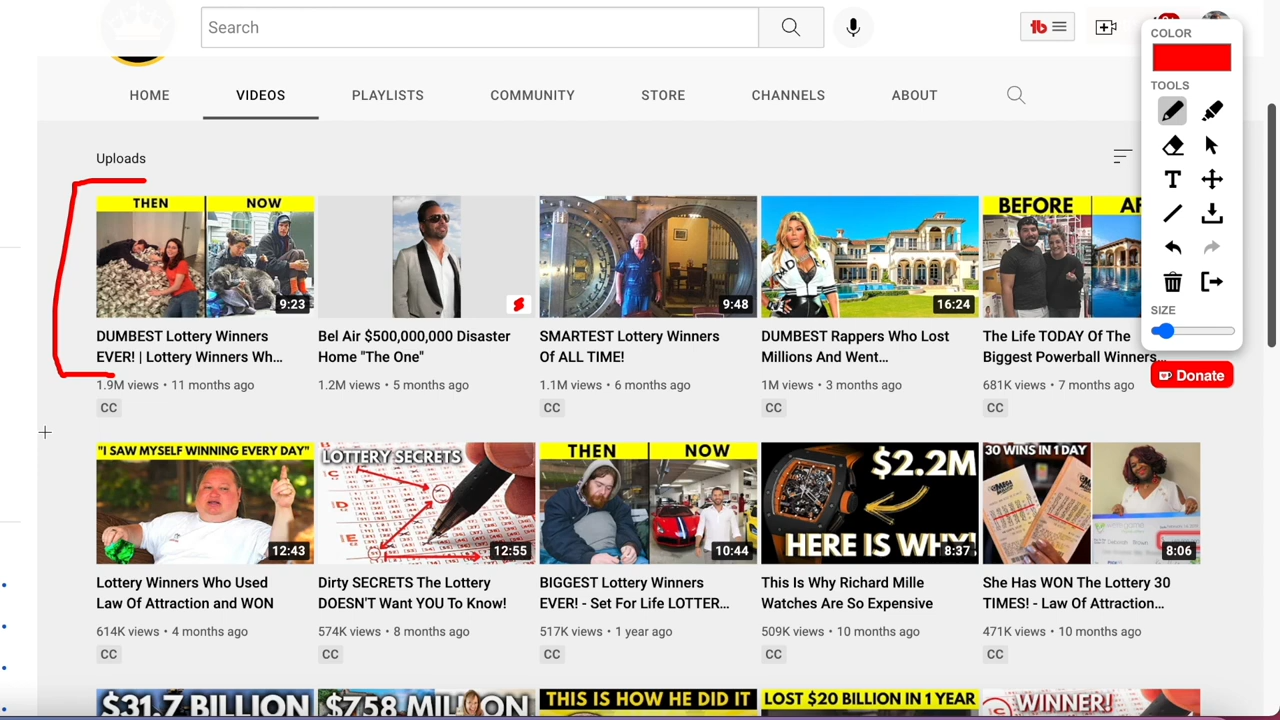 Search
COLOR
TOOLS
T
SIZE
Donate
HOME VIDEOS PLAYLISTS COMMUNITY STORE CHANNELS ABOUT
Uploads
THEN NOW
9:23
DUMBEST Lottery Winners
EVER! | Lottery Winners Wh...
1.9M views • 11 months ago
CC
Bel Air $500,000,000 Disaster
Home "The One"
1.2M views • 5 months ago
9:48
SMARTEST Lottery Winners
Of ALL TIME!
1.1M views • 6 months ago
CC
16:24
DUMBEST Rappers Who Lost
Millions And Went...
1M views • 3 months ago
CC
BEFORE AF
The Life TODAY Of The
Biggest Powerball Winners...
681K views • 7 months ago
CC
"I SAW MYSELF WINNING EVERY DAY"
12:43
Lottery Winners Who Used
Law Of Attraction and WON
614K views • 4 months ago
CC
LOTTERY SECRETS
12:55
Dirty SECRETS The Lottery
DOESN'T Want YOU To Know!
574K views • 8 months ago
CC
THEN NOW
10:44
BIGGEST Lottery Winners
EVER! - Set For Life LOTTER...
517K views • 1 year ago
CC
$2.2M
HERE IS WHY!
8:37
This Is Why Richard Mille
Watches Are So Expensive
509K views • 10 months ago
CC
30 WINS IN 1 DAY
8:06
She Has WON The Lottery 30
TIMES! - Law Of Attraction...
471K views • 10 months ago
CC
$31.7 BILLION
$758 MILLION
THIS IS HOW HE DID IT
LOST $20 BILLION IN 1 YEAR
WINNER!